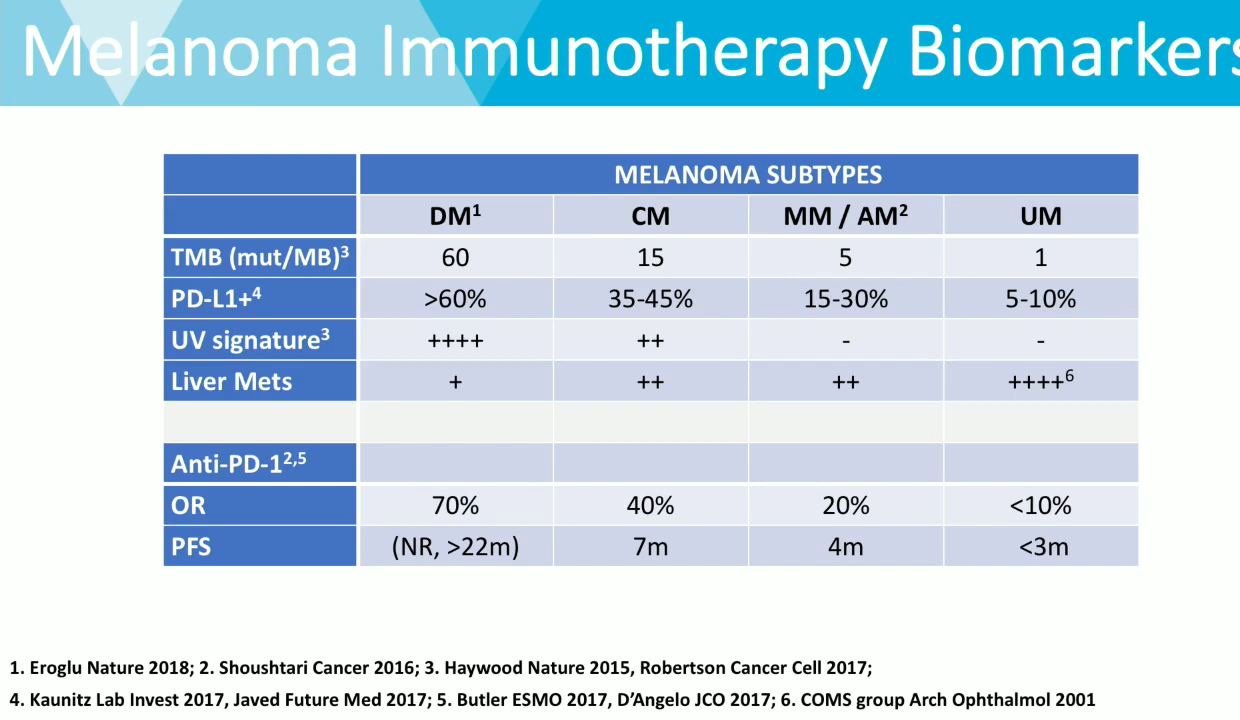 Melanoma Immunotherapy Biomarkers
MELANOMA SUBTYPES
DM¹ CM MM / AM² UM
TMB (mut/MB)³ 60 15 5 1
PD-L1+⁴ >60% 35-45% 15-30% 5-10%
UV signature³ ++++ ++ - -
Liver Mets + ++ ++ ++++⁶
Anti-PD-1²,⁵
OR 70% 40% 20% <10%
PFS (NR, >22m) 7m 4m <3m
1. Eroglu Nature 2018; 2. Shoushtari Cancer 2016; 3. Haywood Nature 2015, Robertson Cancer Cell 2017;
4. Kaunitz Lab Invest 2017, Javed Future Med 2017; 5. Butler ESMO 2017, D’Angelo JCO 2017; 6. COMS group Arch Ophthalmol 2001